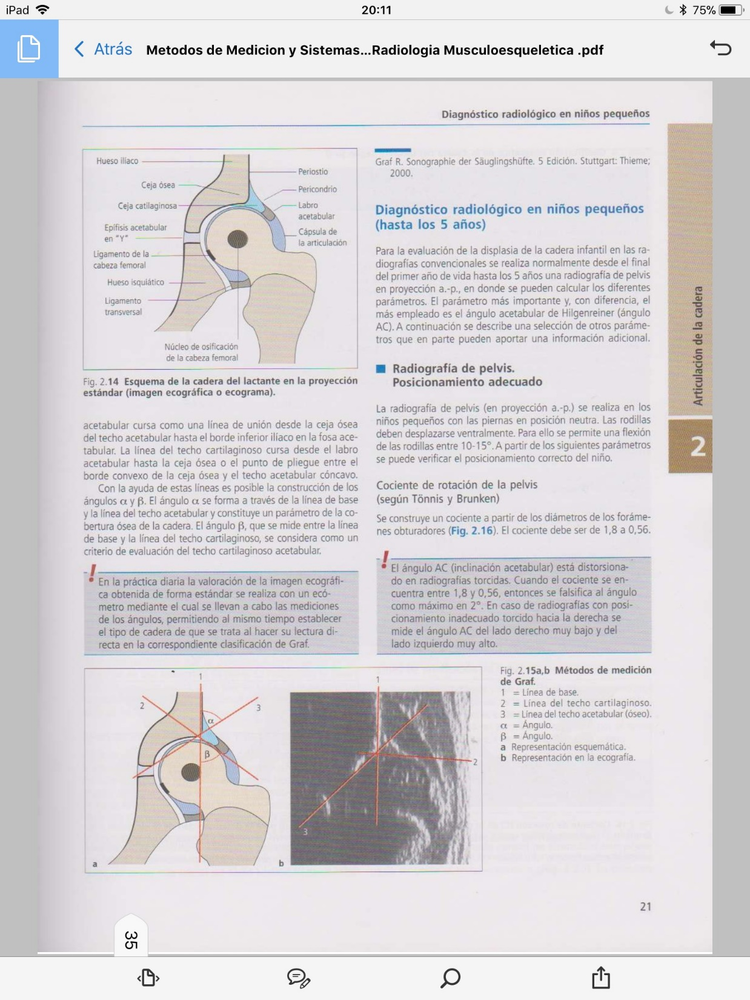 iPad
20:11
75%
Atrás
Metodos de Medicion y Sistemas...Radiologia Musculoesqueletica .pdf
Diagnóstico radiológico en niños pequeños
Hueso ilíaco
Ceja ósea
Ceja catilaginosa
Epífisis acetabular
en "Y"
Ligamento de la
cabeza femoral
Hueso isquiático
Ligamento
transversal
Periostio
Pericondrio
Labro
acetabular
Cápsula de
la articulación
Núcleo de osificación
de la cabeza femoral
Fig. 2.14 Esquema de la cadera del lactante en la proyección
estándar (imagen ecográfica o ecograma).
acetabular cursa como una línea de unión desde la ceja ósea
del techo acetabular hasta el borde inferior ilíaco en la fosa ace-
tabular. La línea del techo cartilaginoso cursa desde el labro
acetabular hasta la ceja ósea o el punto de pliegue entre el
borde convexo de la ceja ósea y el techo acetabular cóncavo.
Con la ayuda de estas líneas es posible la construcción de los
ángulos α y β. El ángulo α se forma a través de la línea de base
y la línea del techo acetabular y constituye un parámetro de la co-
bertura ósea de la cadera. El ángulo β, que se mide entre la línea
de base y la línea del techo cartilaginoso, se considera como un
criterio de evaluación del techo cartilaginoso acetabular.
!
En la práctica diaria la valoración de la imagen ecográfi-
ca obtenida de forma estándar se realiza con un ecó-
metro mediante el cual se llevan a cabo las mediciones
de los ángulos, permitiendo al mismo tiempo establecer
el tipo de cadera de que se trata al hacer su lectura di-
recta en la correspondiente clasificación de Graf.
Graf R. Sonographie der Säuglingshüfte. 5 Edición. Stuttgart: Thieme;
2000.
Diagnóstico radiológico en niños pequeños
(hasta los 5 años)
Para la evaluación de la displasia de la cadera infantil en las ra-
diografías convencionales se realiza normalmente desde el final
del primer año de vida hasta los 5 años una radiografía de pelvis
en proyección a.-p., en donde se pueden calcular los diferentes
parámetros. El parámetro más importante y, con diferencia, el
más empleado es el ángulo acetabular de Hilgenreiner (ángulo
AC). A continuación se describe una selección de otros paráme-
tros que en parte pueden aportar una información adicional.
Radiografía de pelvis.
Posicionamiento adecuado
La radiografía de pelvis (en proyección a.-p.) se realiza en los
niños pequeños con las piernas en posición neutra. Las rodillas
deben desplazarse ventralmente. Para ello se permite una flexión
de las rodillas entre 10-15°. A partir de los siguientes parámetros
se puede verificar el posicionamiento correcto del niño.
Cociente de rotación de la pelvis
(según Tönnis y Brunken)
Se construye un cociente a partir de los diámetros de los foráme-
nes obturadores (Fig. 2.16). El cociente debe ser de 1,8 a 0,56.
!
El ángulo AC (inclinación acetabular) está distorsiona-
do en radiografías torcidas. Cuando el cociente se en-
cuentra entre 1,8 y 0,56, entonces se falsifica al ángulo
como máximo en 2°. En caso de radiografías con posi-
cionamiento inadecuado torcido hacia la derecha se
mide el ángulo AC del lado derecho muy bajo y del
lado izquierdo muy alto.
Articulación de la cadera
2
1
2
3
α
β
a
1
2
3
b
Fig. 2.15a,b Métodos de medición
de Graf.
1 = Línea de base.
2 = Línea del techo cartilaginoso.
3 = Línea del techo acetabular (óseo).
α = Ángulo.
β = Ángulo.
a Representación esquemática.
b Representación en la ecografía.
21
35